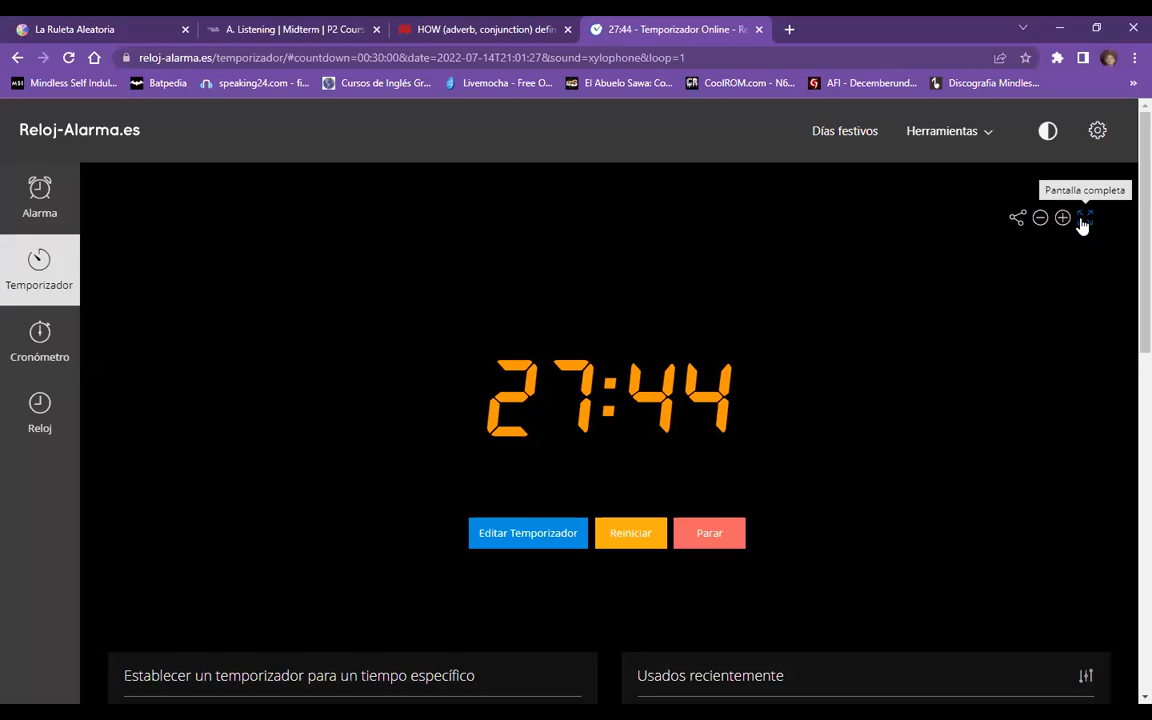 La Ruleta Aleatoria
A. Listening | Midterm | P2 Cours
HOW (adverb, conjunction) defin
27:44 - Temporizador Online - Re
reloj-alarma.es/temporizador/#countdown=00:30:00&date=2022-07-14T21:01:27&sound=xylophone&loop=1
Mindless Self Indul...
Batpedia
speaking24.com - fi...
Cursos de Inglés Gr...
Livemocha - Free O...
El Abuelo Sawa: Co...
CoolROM.com - N6...
AFI - Decemberund...
Discografia Mindles...
»
Reloj-Alarma.es
Días festivos
Herramientas
Pantalla completa
Alarma
Temporizador
Cronómetro
Reloj
27:44
Editar Temporizador
Reiniciar
Parar
Establecer un temporizador para un tiempo específico
Usados recientemente